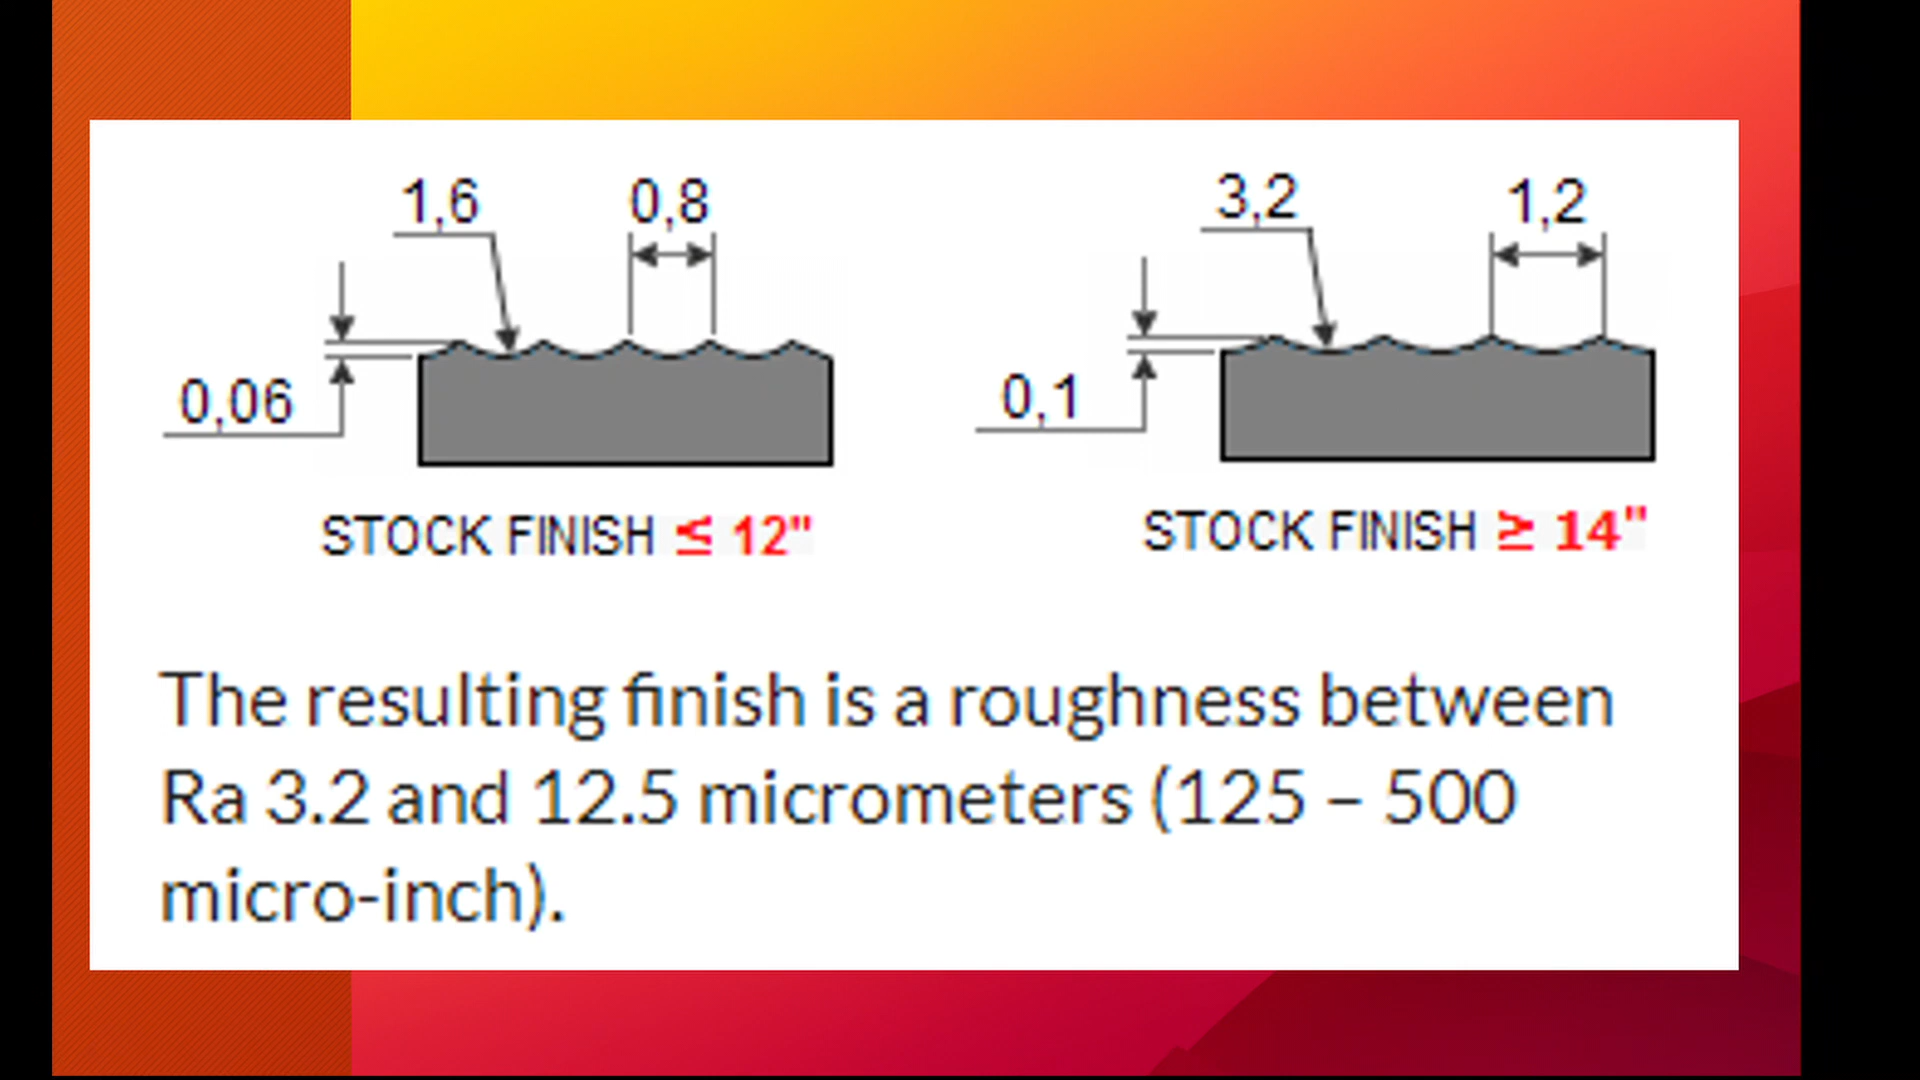 1,6
0,8
0,06
STOCK FINISH ≤ 12"
3,2
1,2
0,1
STOCK FINISH ≥ 14"
The resulting finish is a roughness between
Ra 3.2 and 12.5 micrometers (125 – 500
micro-inch).